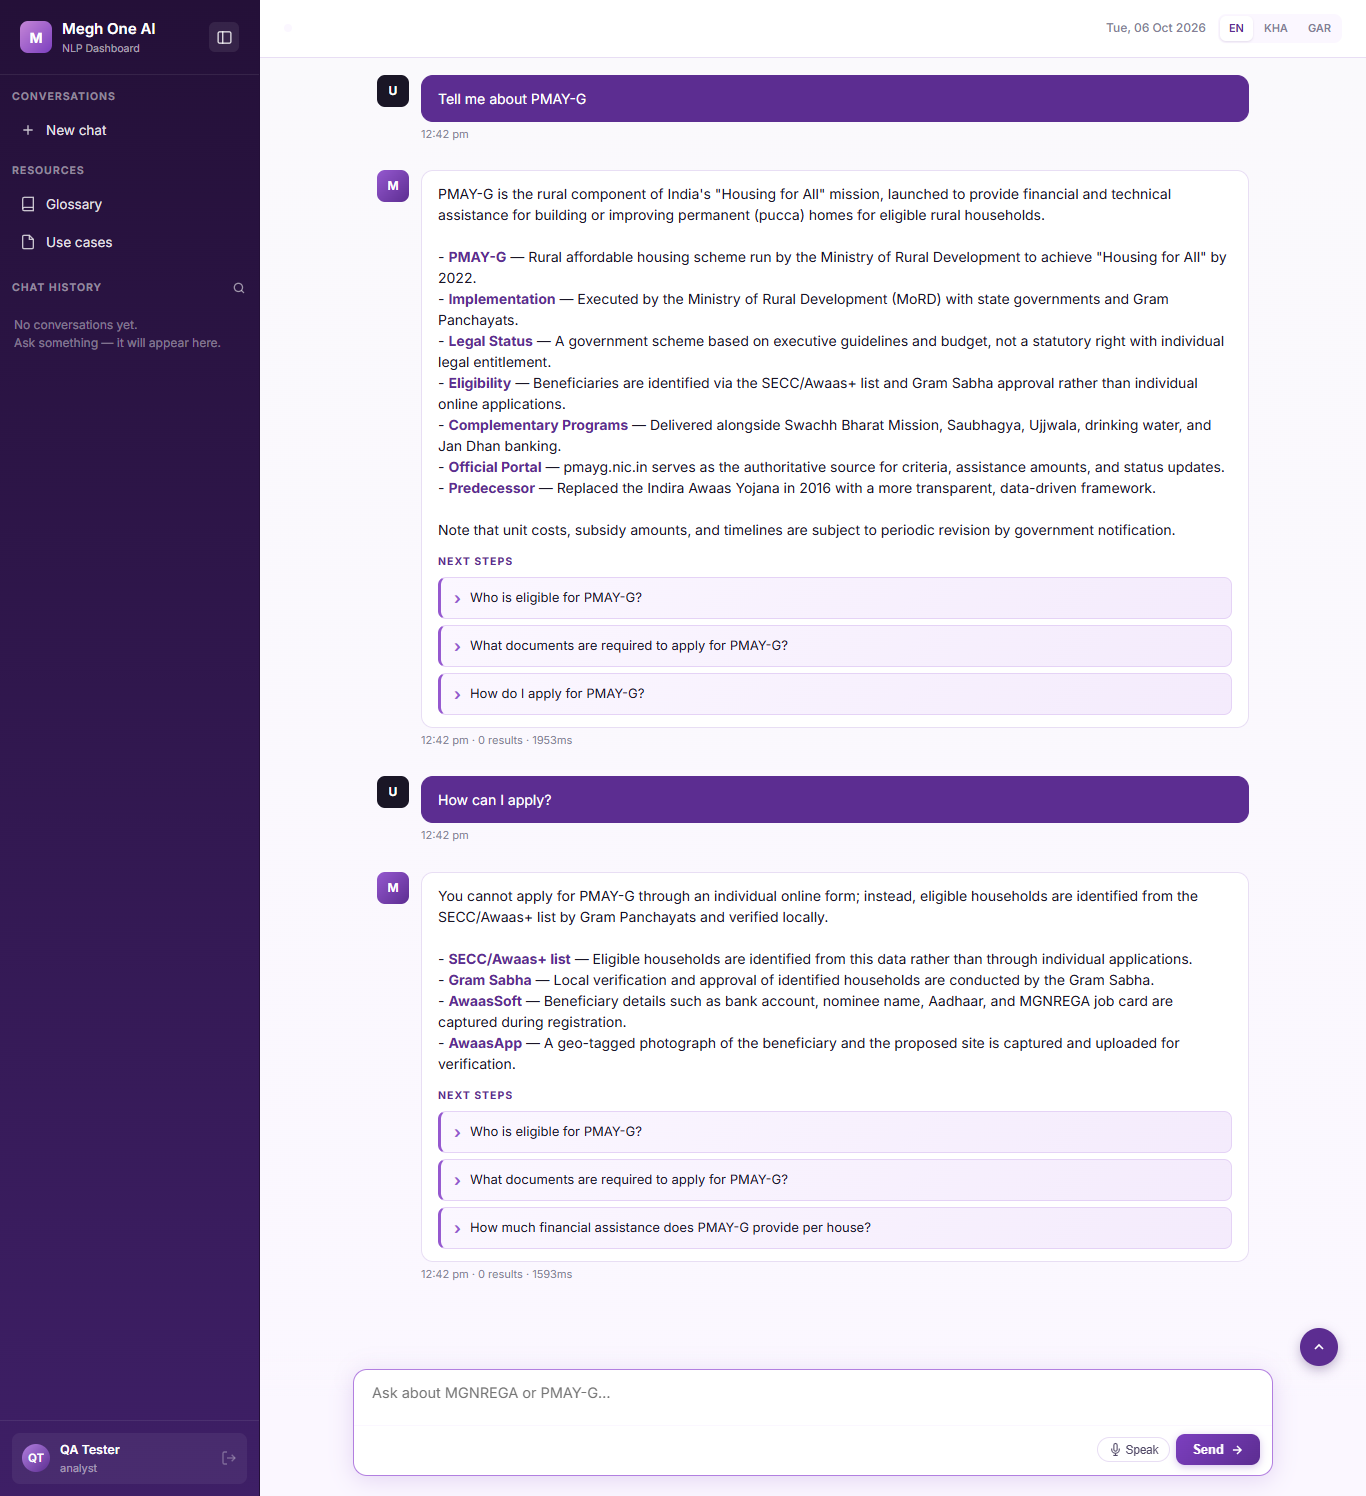 M
Megh One AI
NLP Dashboard
CONVERSATIONS
+ New chat
RESOURCES
Glossary
Use cases
CHAT HISTORY
No conversations yet.
Ask something — it will appear here.
QT
QA Tester
analyst
Tue, 06 Oct 2026
EN KHA GAR
U
Tell me about PMAY-G
12:42 pm
M
PMAY-G is the rural component of India's "Housing for All" mission, launched to provide financial and technical
assistance for building or improving permanent (pucca) homes for eligible rural households.
- PMAY-G — Rural affordable housing scheme run by the Ministry of Rural Development to achieve "Housing for All" by
2022.
- Implementation — Executed by the Ministry of Rural Development (MoRD) with state governments and Gram
Panchayats.
- Legal Status — A government scheme based on executive guidelines and budget, not a statutory right with individual
legal entitlement.
- Eligibility — Beneficiaries are identified via the SECC/Awaas+ list and Gram Sabha approval rather than individual
online applications.
- Complementary Programs — Delivered alongside Swachh Bharat Mission, Saubhagya, Ujjwala, drinking water, and
Jan Dhan banking.
- Official Portal — pmayg.nic.in serves as the authoritative source for criteria, assistance amounts, and status updates.
- Predecessor — Replaced the Indira Awaas Yojana in 2016 with a more transparent, data-driven framework.
Note that unit costs, subsidy amounts, and timelines are subject to periodic revision by government notification.
NEXT STEPS
› Who is eligible for PMAY-G?
› What documents are required to apply for PMAY-G?
› How do I apply for PMAY-G?
12:42 pm · 0 results · 1953ms
U
How can I apply?
12:42 pm
M
You cannot apply for PMAY-G through an individual online form; instead, eligible households are identified from the
SECC/Awaas+ list by Gram Panchayats and verified locally.
- SECC/Awaas+ list — Eligible households are identified from this data rather than through individual applications.
- Gram Sabha — Local verification and approval of identified households are conducted by the Gram Sabha.
- AwaasSoft — Beneficiary details such as bank account, nominee name, Aadhaar, and MGNREGA job card are
captured during registration.
- AwaasApp — A geo-tagged photograph of the beneficiary and the proposed site is captured and uploaded for
verification.
NEXT STEPS
› Who is eligible for PMAY-G?
› What documents are required to apply for PMAY-G?
› How much financial assistance does PMAY-G provide per house?
12:42 pm · 0 results · 1593ms
Ask about MGNREGA or PMAY-G...
Speak
Send →